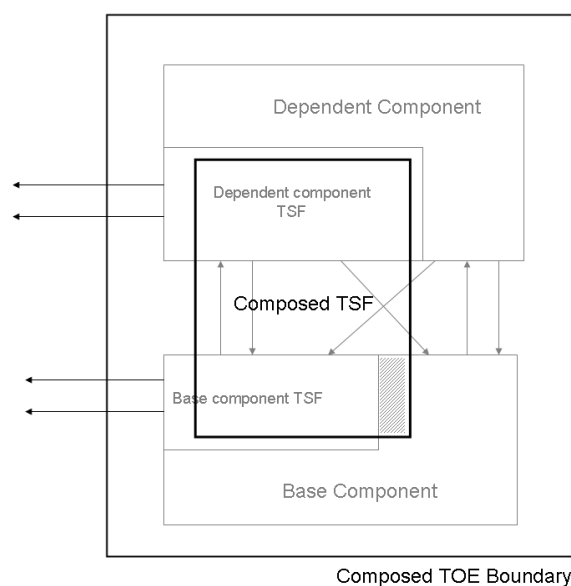 Dependent Component
Dependent component
TSF
Composed TSF
Base component TSF
Base Component
Composed TOE Boundary